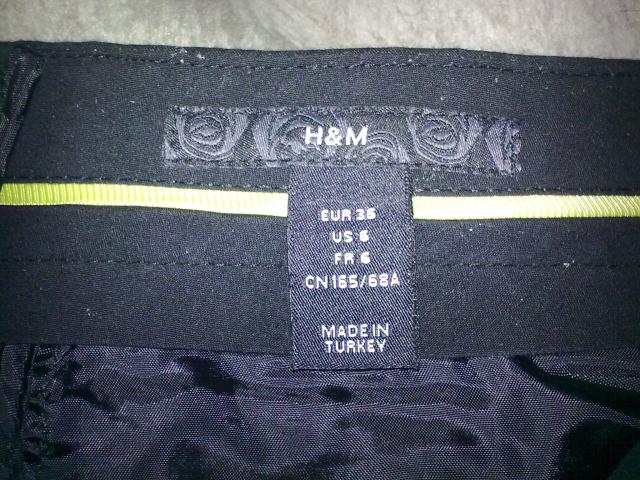 H&M
EUR 36
US 6
FR 6
CN165/68A
MADE IN
TURKEY